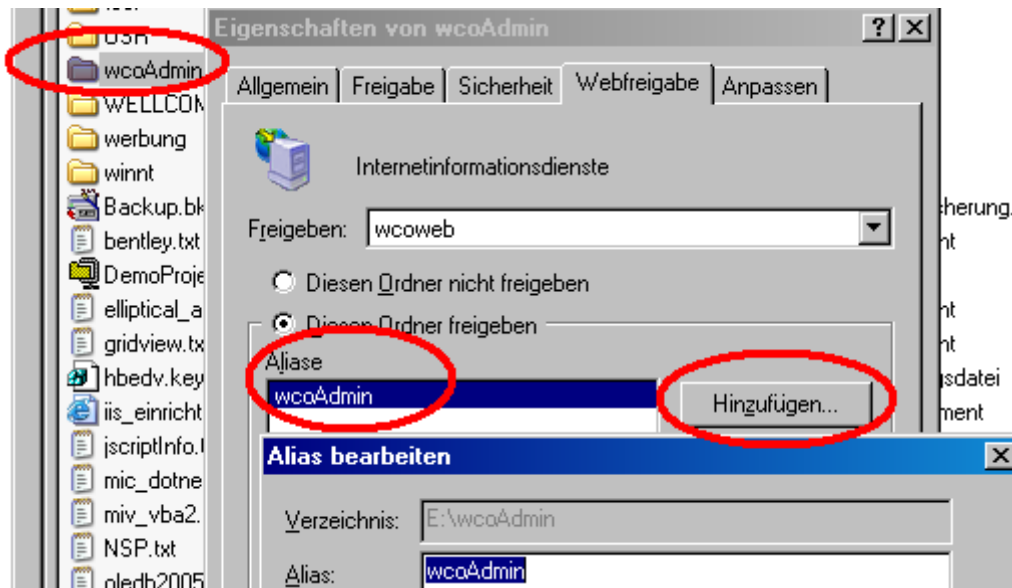 USR
wcoAdmin
WELLCOM
werbung
winnt
Backup.bk
bentley.txt
DemoProje
elliptical_a
gridview.tx
hbedv.key
iis_einricht
jscriptInfo.t
mic_dotne
miv_vba2.
NSP.txt
oledb2005
Eigenschaften von wcoAdmin
Allgemein Freigabe Sicherheit Webfreigabe Anpassen
Internetinformationsdienste
Freigeben: wcoweb
Diesen Ordner nicht freigeben
Diesen Ordner freigeben
Aliase
wcoAdmin
Hinzufügen...
Alias bearbeiten
Verzeichnis: E:\wcoAdmin
Alias: wcoAdmin
herung.
nt
nt
nt
gsdatei
ment